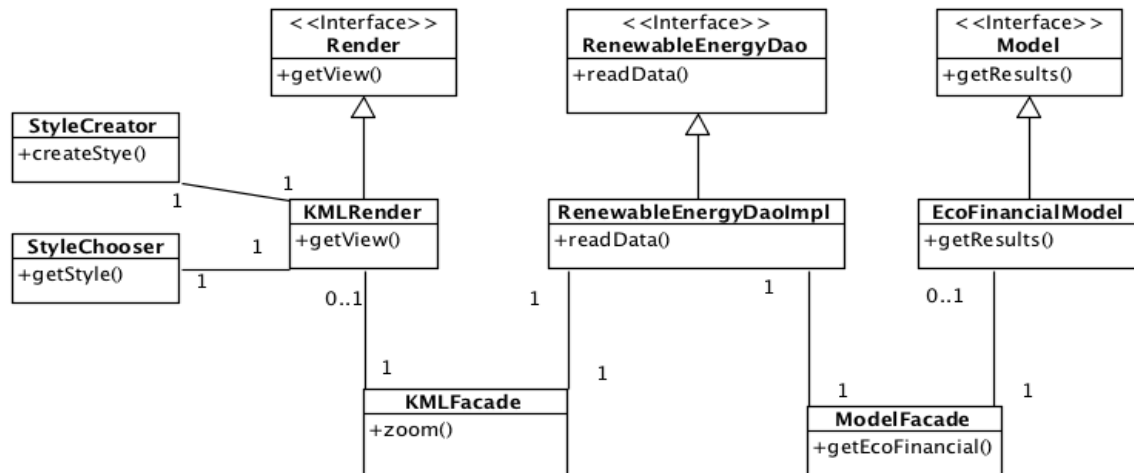 <<Interface>>
Render
+getView()
<<Interface>>
RenewableEnergyDao
+readData()
<<Interface>>
Model
+getResults()
StyleCreator
+createStye()
1
1
StyleChooser
+getStyle()
1
1
KMLRender
+getView()
RenewableEnergyDaoImpl
+readData()
EcoFinancialModel
+getResults()
0..1
1
1
0..1
1
1
1
1
KMLFacade
+zoom()
ModelFacade
+getEcoFinancial()